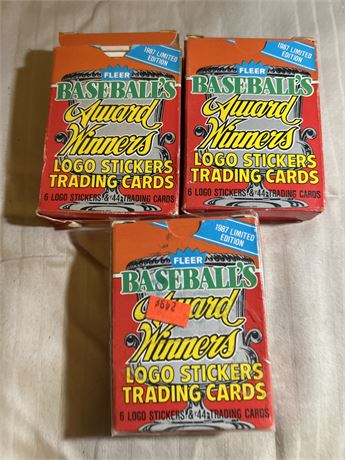 1987 LIMITED
EDITION
FLEER
BASEBALL'S
Award
Winners
LOGO STICKERS
TRADING CARDS
6 LOGO STICKERS & 44 TRADING CARDS
1987 LIMITED
EDITION
FLEER
BASEBALL'S
Award
Winners
LOGO STICKERS
TRADING CARDS
6 LOGO STICKERS & 44 TRADING CARDS
1987 LIMITED
EDITION
FLEER
BASEBALL'S
Award
Winners
LOGO STICKERS
TRADING CARDS
6 LOGO STICKERS & 44 TRADING CARDS